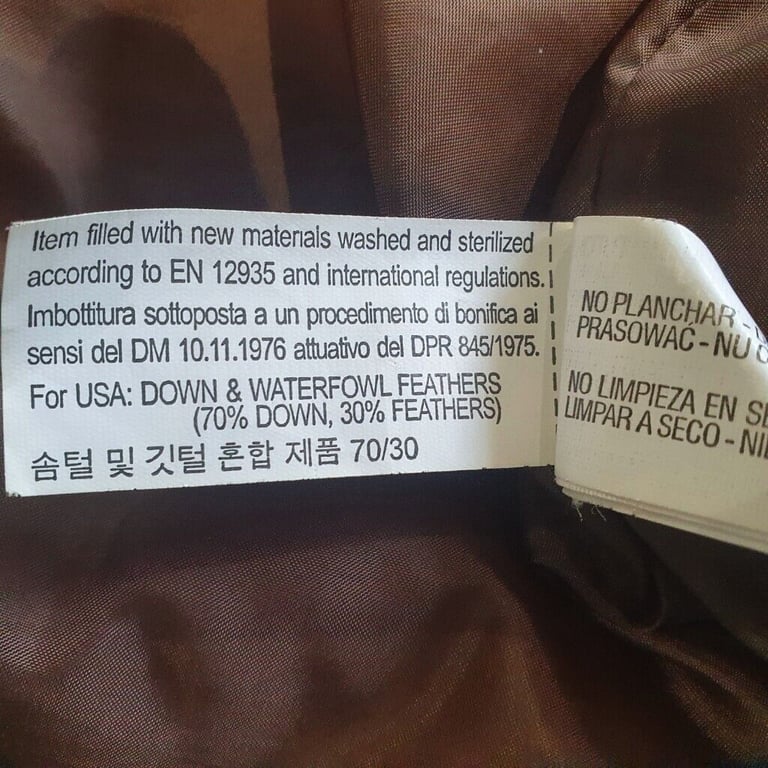 Item filled with new materials washed and sterilized
according to EN 12935 and international regulations.
Imbottitura sottoposta a un procedimento di bonifica ai
sensi del DM 10.11.1976 attuativo del DPR 845/1975.
For USA: DOWN & WATERFOWL FEATHERS
(70% DOWN, 30% FEATHERS)
솜털 및 깃털 혼합 제품 70/30
NO PLANCHAR -
PRASOWAĆ - NU
NO LIMPIEZA EN
LIMPAR A SECO -